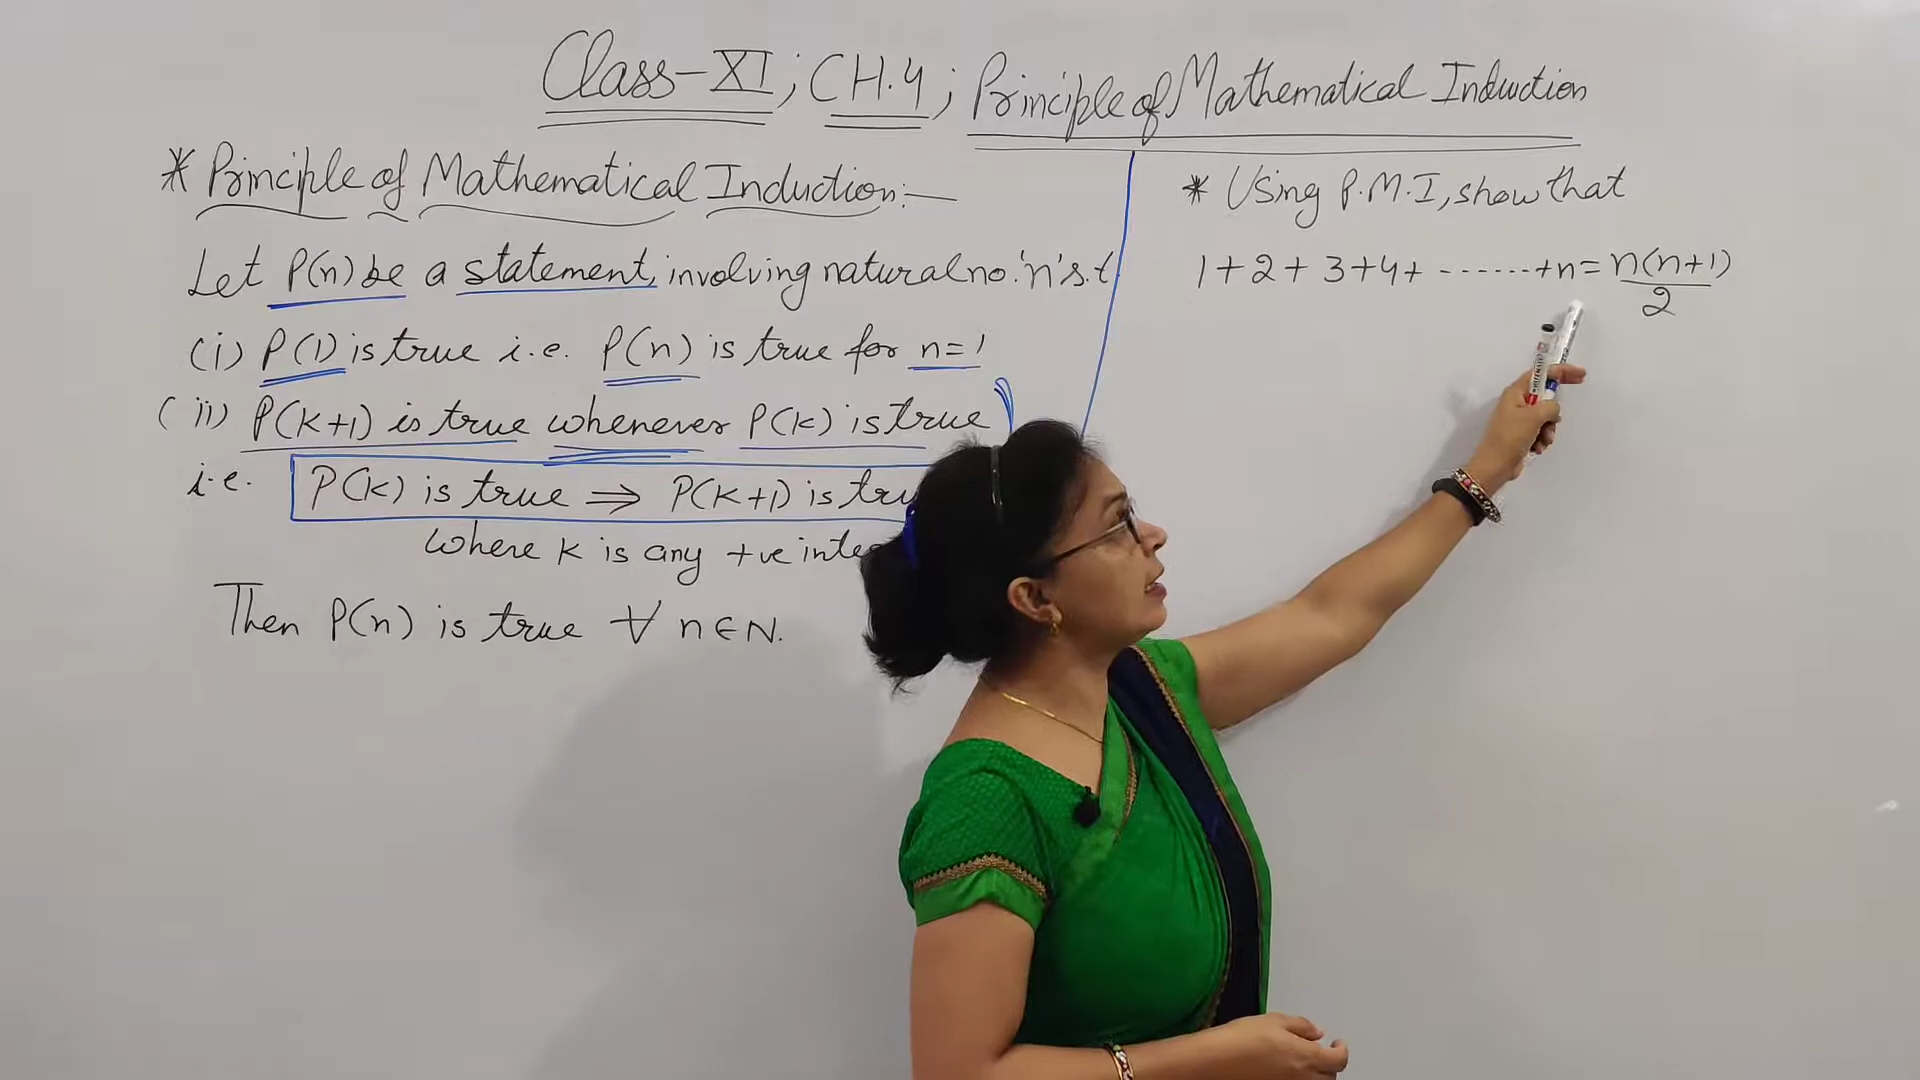 Class-XI; CH.4; Principle of Mathematical Induction
* Principle of Mathematical Induction:—
Let P(n) be a statement, involving natural no. 'n' s.t
(i) P(1) is true i.e. P(n) is true for n=1
(ii) P(K+1) is true whenever P(K) is true
i.e. P(K) is true ⇒ P(K+1) is
where K is any +ve
Then P(n) is true ∀ n∈N.
* Using P.M.I, show that
1+2+3+4+ ------+n= n(n+1)/2